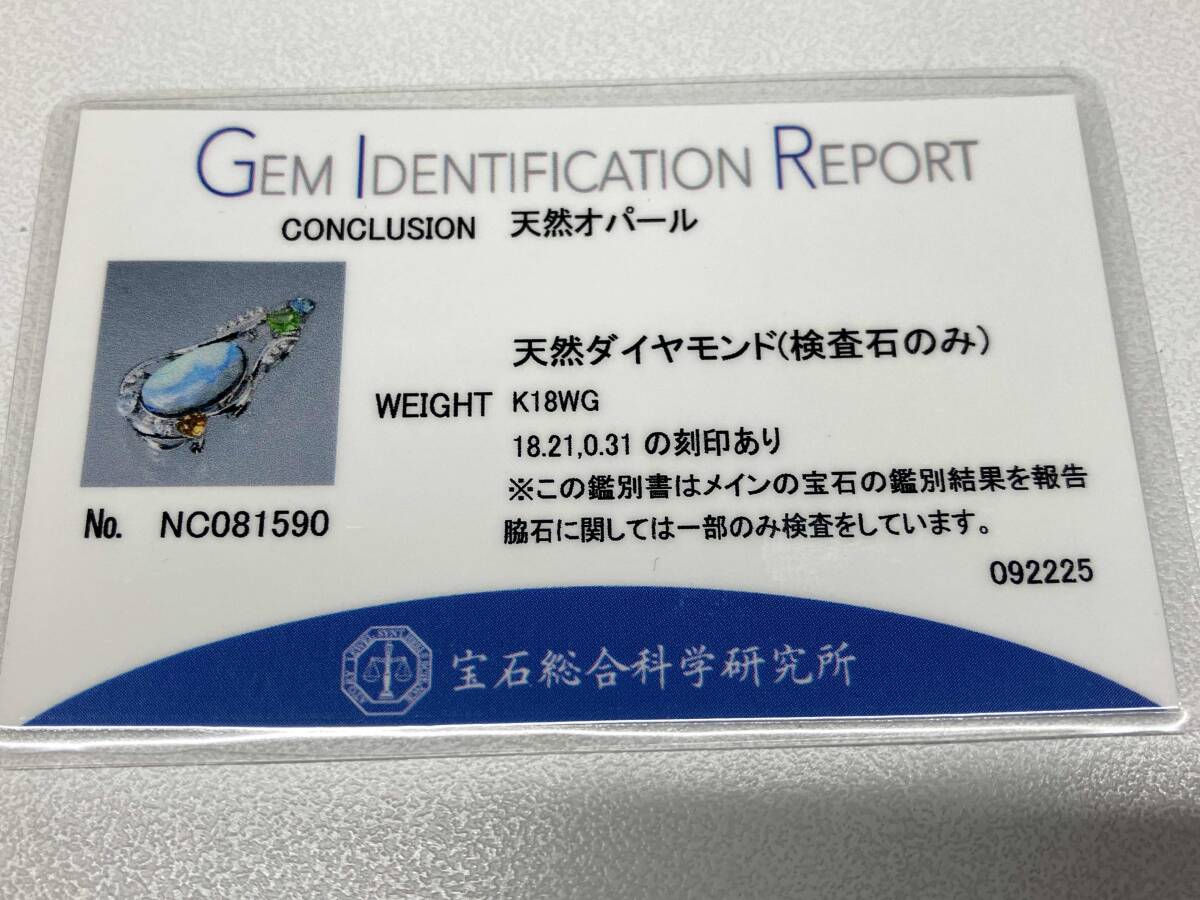 GEM IDENTIFICATION REPORT
CONCLUSION 天然オパール
天然ダイヤモンド(検査石のみ)
WEIGHT K18WG
18.21,0.31 の刻印あり
※この鑑別書はメインの宝石の鑑別結果を報告
脇石に関しては一部のみ検査をしています。
No. NC081590
092225
宝石総合科学研究所